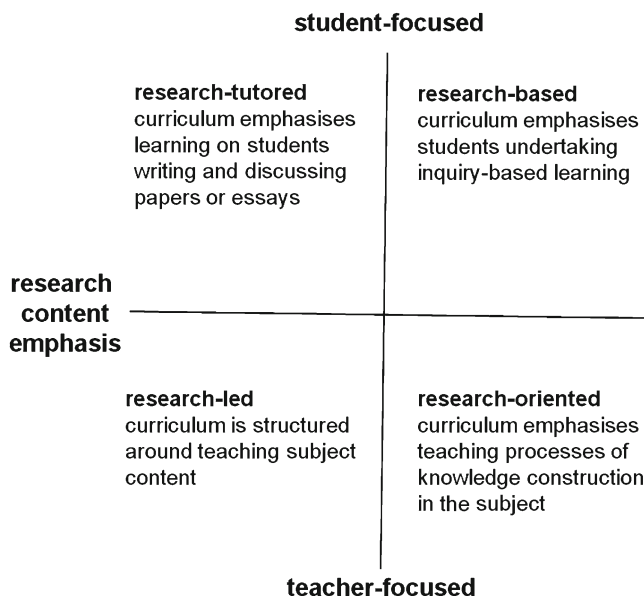 student-focused
research-tutored
curriculum emphasises
learning on students
writing and discussing
papers or essays
research-based
curriculum emphasises
students undertaking
inquiry-based learning
research
content
emphasis
research-led
curriculum is structured
around teaching subject
content
research-oriented
curriculum emphasises
teaching processes of
knowledge construction
in the subject
teacher-focused